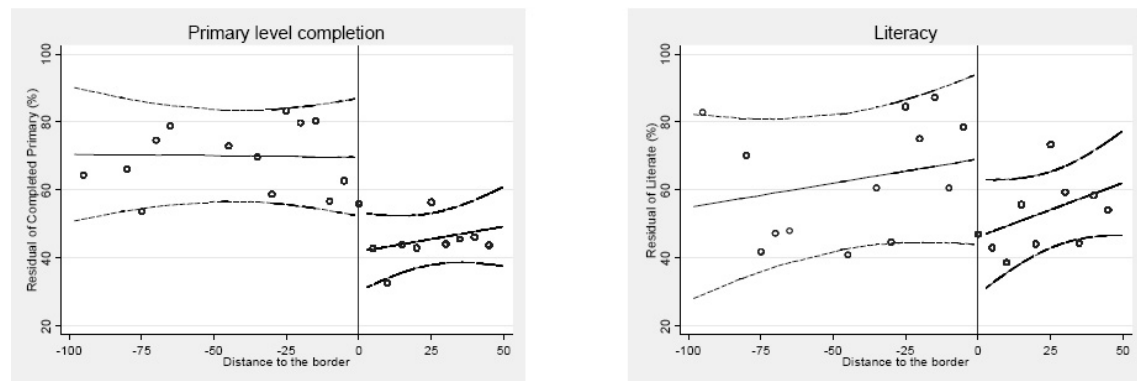 Primary level completion
Residual of Completed Primary (%)
100
80
60
40
20
-100 -75 -50 -25 0 25 50
Distance to the border
Literacy
Residual of Literate (%)
100
80
60
40
20
-100 -75 -50 -25 0 25 50
Distance to the border